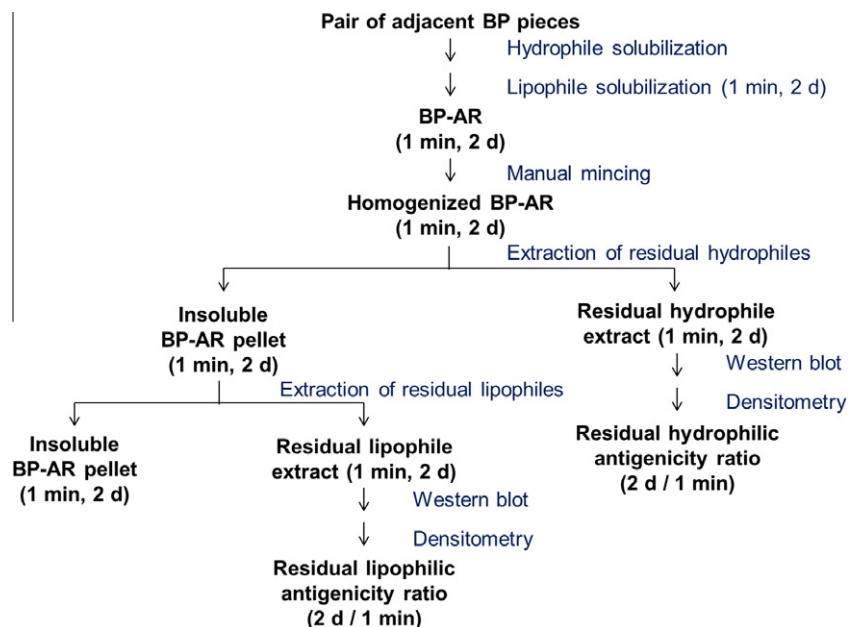 Pair of adjacent BP pieces
Hydrophile solubilization
Lipophile solubilization (1 min, 2 d)
BP-AR
(1 min, 2 d)
Manual mincing
Homogenized BP-AR
(1 min, 2 d)
Extraction of residual hydrophiles
Insoluble
BP-AR pellet
(1 min, 2 d)
Residual hydrophile
extract (1 min, 2 d)
Western blot
Densitometry
Residual hydrophilic
antigenicity ratio
(2 d / 1 min)
Extraction of residual lipophiles
Insoluble
BP-AR pellet
(1 min, 2 d)
Residual lipophile
extract (1 min, 2 d)
Western blot
Densitometry
Residual lipophilic
antigenicity ratio
(2 d / 1 min)